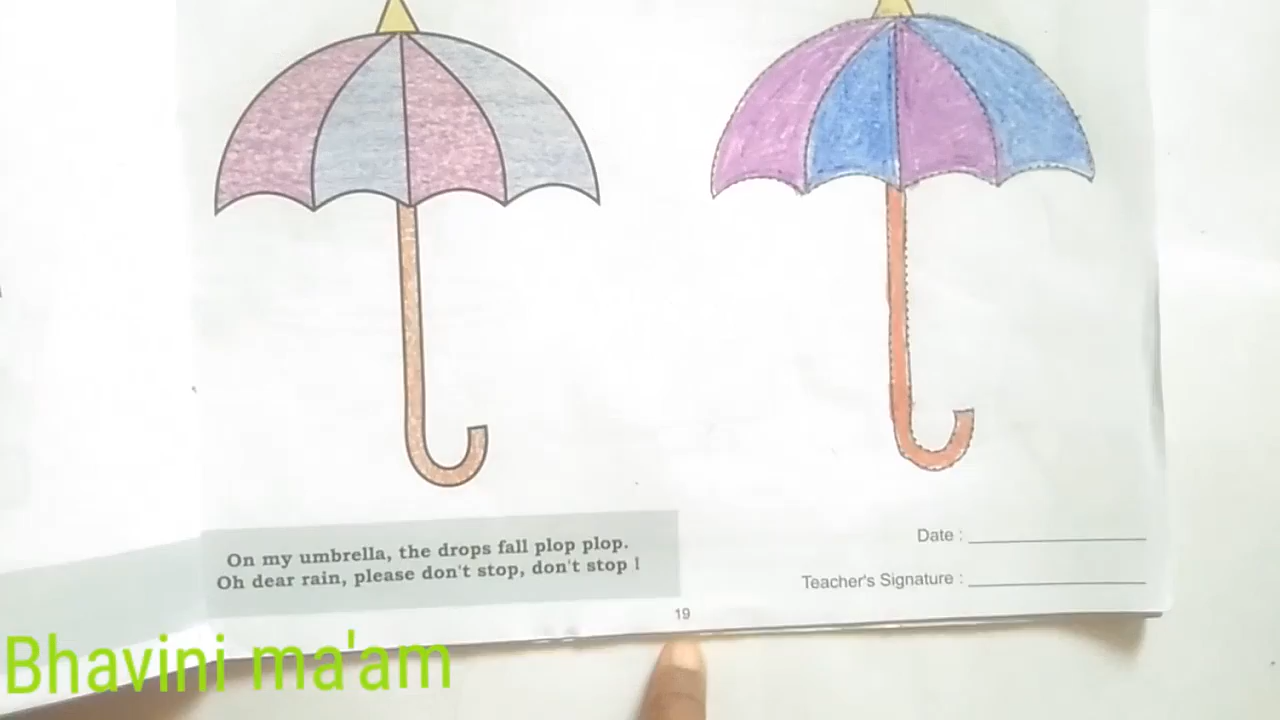 On my umbrella, the drops fall plop plop.
Oh dear rain, please don't stop, don't stop !
Date : 
Teacher's Signature : 
19
Bhavini ma'am